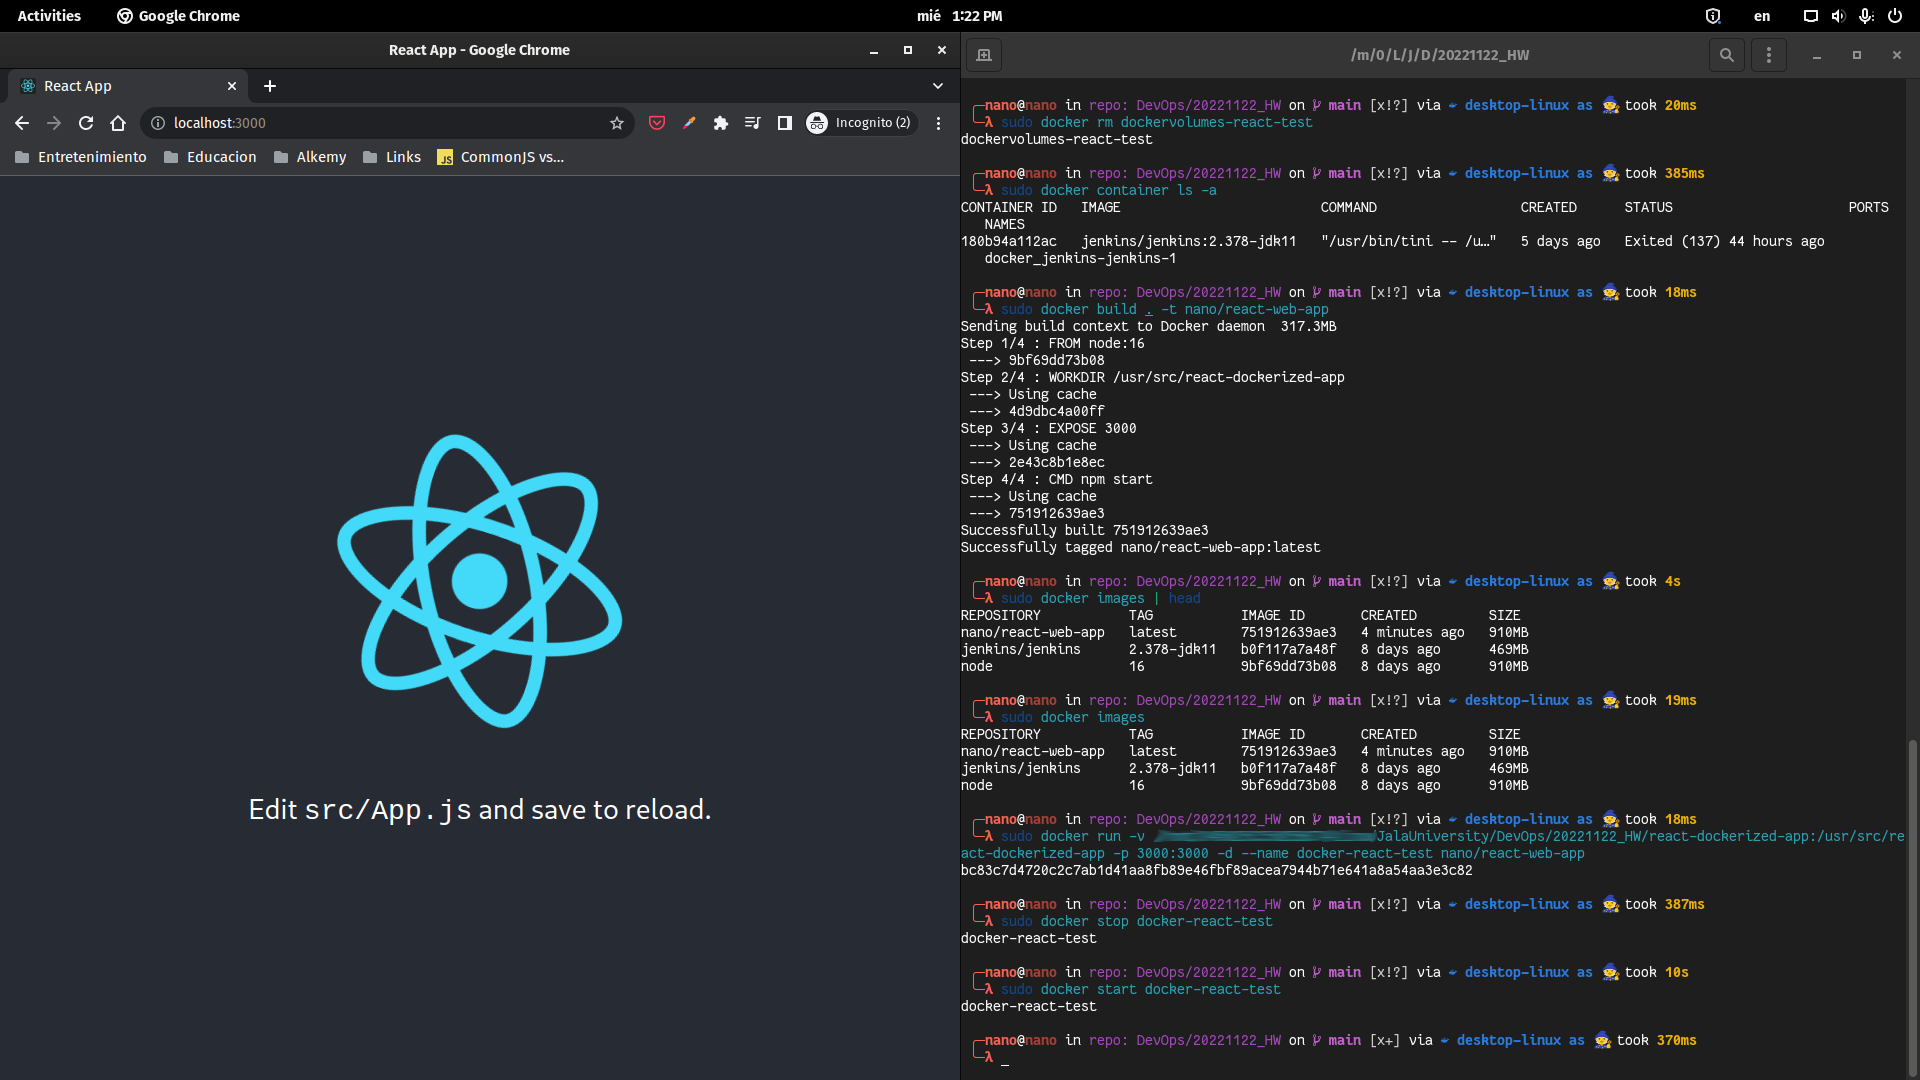 Activities
Google Chrome
mié 1:22 PM
en
React App - Google Chrome
React App
localhost:3000
Incognito (2)
Entretenimiento
Educacion
Alkemy
Links
JS
CommonJS vs...
Edit src/App.js and save to reload.
/m/0/L/J/D/20221122_HW
nano@nano in repo: DevOps/20221122_HW on main [x!?] via desktop-linux as took 20ms
λ sudo docker rm dockervolumes-react-test
dockervolumes-react-test
nano@nano in repo: DevOps/20221122_HW on main [x!?] via desktop-linux as took 385ms
λ sudo docker container ls -a
CONTAINER ID IMAGE COMMAND CREATED STATUS PORTS
NAMES
180b94a112ac jenkins/jenkins:2.378-jdk11 "/usr/bin/tini -- /u…" 5 days ago Exited (137) 44 hours ago
docker_jenkins-jenkins-1
nano@nano in repo: DevOps/20221122_HW on main [x!?] via desktop-linux as took 18ms
λ sudo docker build . -t nano/react-web-app
Sending build context to Docker daemon 317.3MB
Step 1/4 : FROM node:16
---> 9bf69dd73b08
Step 2/4 : WORKDIR /usr/src/react-dockerized-app
---> Using cache
---> 4d9dbc4a00ff
Step 3/4 : EXPOSE 3000
---> Using cache
---> 2e43c8b1e8ec
Step 4/4 : CMD npm start
---> Using cache
---> 751912639ae3
Successfully built 751912639ae3
Successfully tagged nano/react-web-app:latest
nano@nano in repo: DevOps/20221122_HW on main [x!?] via desktop-linux as took 4s
λ sudo docker images | head
REPOSITORY TAG IMAGE ID CREATED SIZE
nano/react-web-app latest 751912639ae3 4 minutes ago 910MB
jenkins/jenkins 2.378-jdk11 b0f117a7a48f 8 days ago 469MB
node 16 9bf69dd73b08 8 days ago 910MB
nano@nano in repo: DevOps/20221122_HW on main [x!?] via desktop-linux as took 19ms
λ sudo docker images
REPOSITORY TAG IMAGE ID CREATED SIZE
nano/react-web-app latest 751912639ae3 4 minutes ago 910MB
jenkins/jenkins 2.378-jdk11 b0f117a7a48f 8 days ago 469MB
node 16 9bf69dd73b08 8 days ago 910MB
nano@nano in repo: DevOps/20221122_HW on main [x!?] via desktop-linux as took 18ms
λ sudo docker run -v /JalaUniversity/DevOps/20221122_HW/react-dockerized-app:/usr/src/re
act-dockerized-app -p 3000:3000 -d --name docker-react-test nano/react-web-app
bc83c7d4720c2c7ab1d41aa8fb89e46fbf89acea7944b71e641a8a54aa3e3c82
nano@nano in repo: DevOps/20221122_HW on main [x!?] via desktop-linux as took 387ms
λ sudo docker stop docker-react-test
docker-react-test
nano@nano in repo: DevOps/20221122_HW on main [x!?] via desktop-linux as took 10s
λ sudo docker start docker-react-test
docker-react-test
nano@nano in repo: DevOps/20221122_HW on main [x+] via desktop-linux as took 370ms
λ _